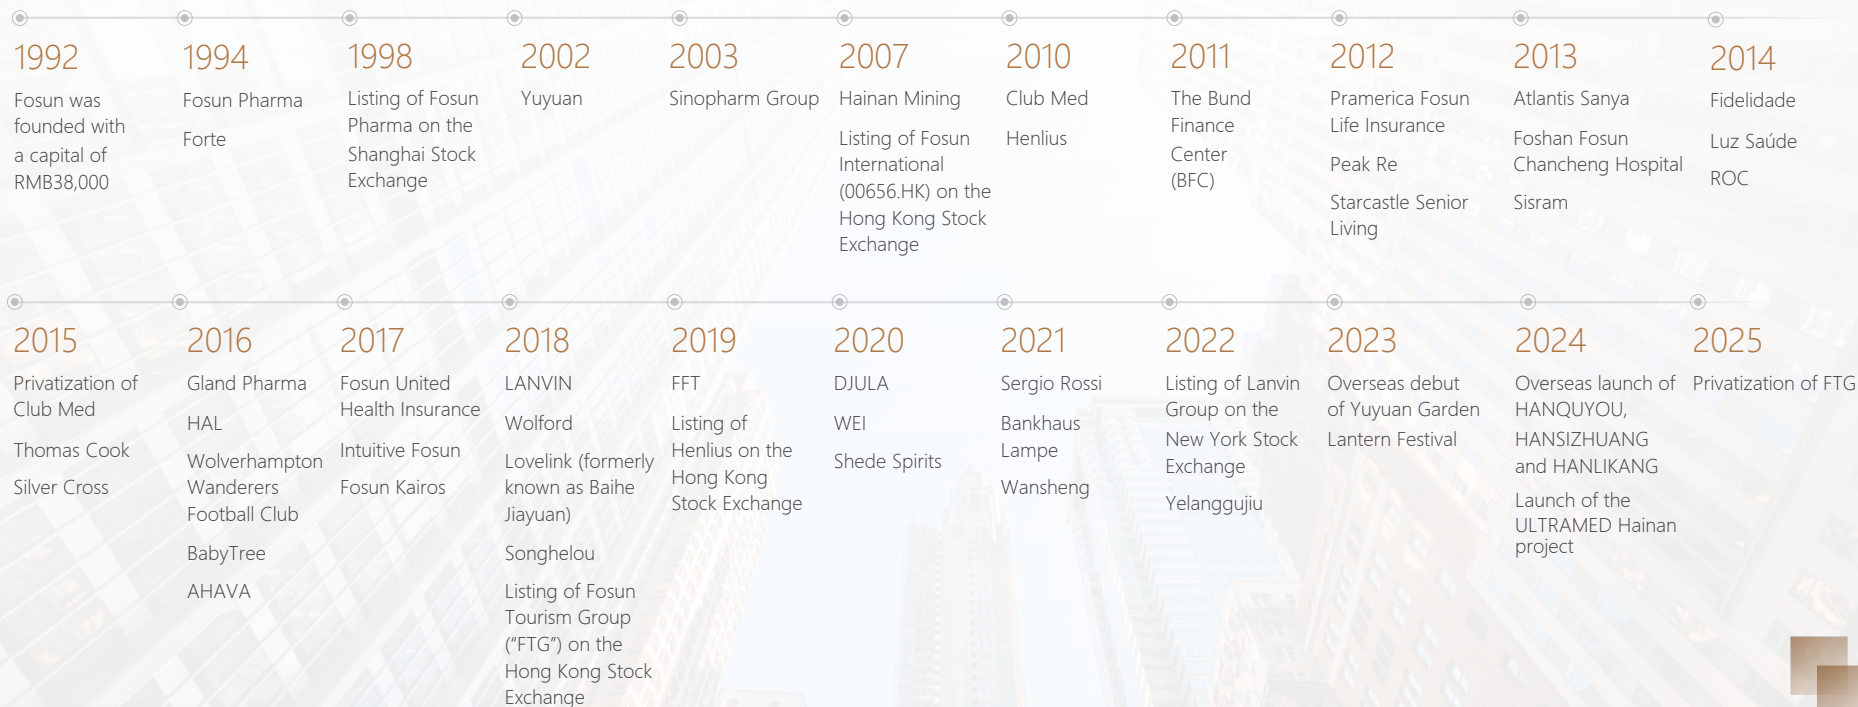 1992
Fosun was
founded with
a capital of
RMB38,000
1994
Fosun Pharma
Forte
1998
Listing of Fosun
Pharma on the
Shanghai Stock
Exchange
2002
Yuyuan
2003
Sinopharm Group
2007
Hainan Mining
Listing of Fosun
International
(00656.HK) on the
Hong Kong Stock
Exchange
2010
Club Med
Henlius
2011
The Bund
Finance
Center
(BFC)
2012
Pramerica Fosun
Life Insurance
Peak Re
Starcastle Senior
Living
2013
Atlantis Sanya
Foshan Fosun
Chancheng Hospital
Sisram
2014
Fidelidade
Luz Saúde
ROC
2015
Privatization of
Club Med
Thomas Cook
Silver Cross
2016
Gland Pharma
HAL
Wolverhampton
Wanderers
Football Club
BabyTree
AHAVA
2017
Fosun United
Health Insurance
Intuitive Fosun
Fosun Kairos
2018
LANVIN
Wolford
Lovelink (formerly
known as Baihe
Jiayuan)
Songhelou
Listing of Fosun
Tourism Group
(“FTG”) on the
Hong Kong Stock
Exchange
2019
FFT
Listing of
Henlius on the
Hong Kong
Stock Exchange
2020
DJULA
WEI
Shede Spirits
2021
Sergio Rossi
Bankhaus
Lampe
Wansheng
2022
Listing of Lanvin
Group on the
New York Stock
Exchange
Yelanggujiu
2023
Overseas debut
of Yuyuan Garden
Lantern Festival
2024
Overseas launch of
HANQUYOU,
HANSIZHUANG
and HANLIKANG
Launch of the
ULTRAMED Hainan
project
2025
Privatization of FTG